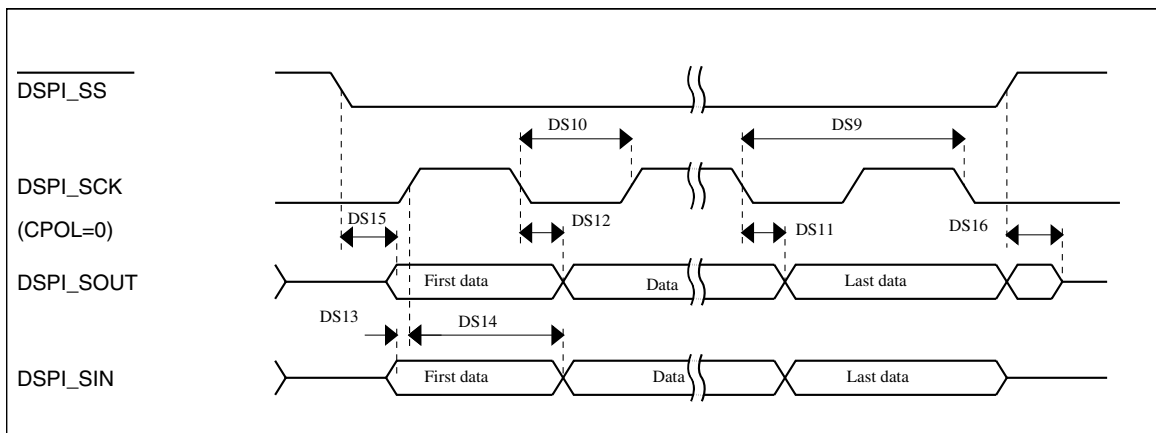 DSPI_SS
DS10
DS9
DSPI_SCK
(CPOL=0)
DS15
DS12
DS11
DS16
DSPI_SOUT
First data
Data
Last data
DS13
DS14
DSPI_SIN
First data
Data
Last data